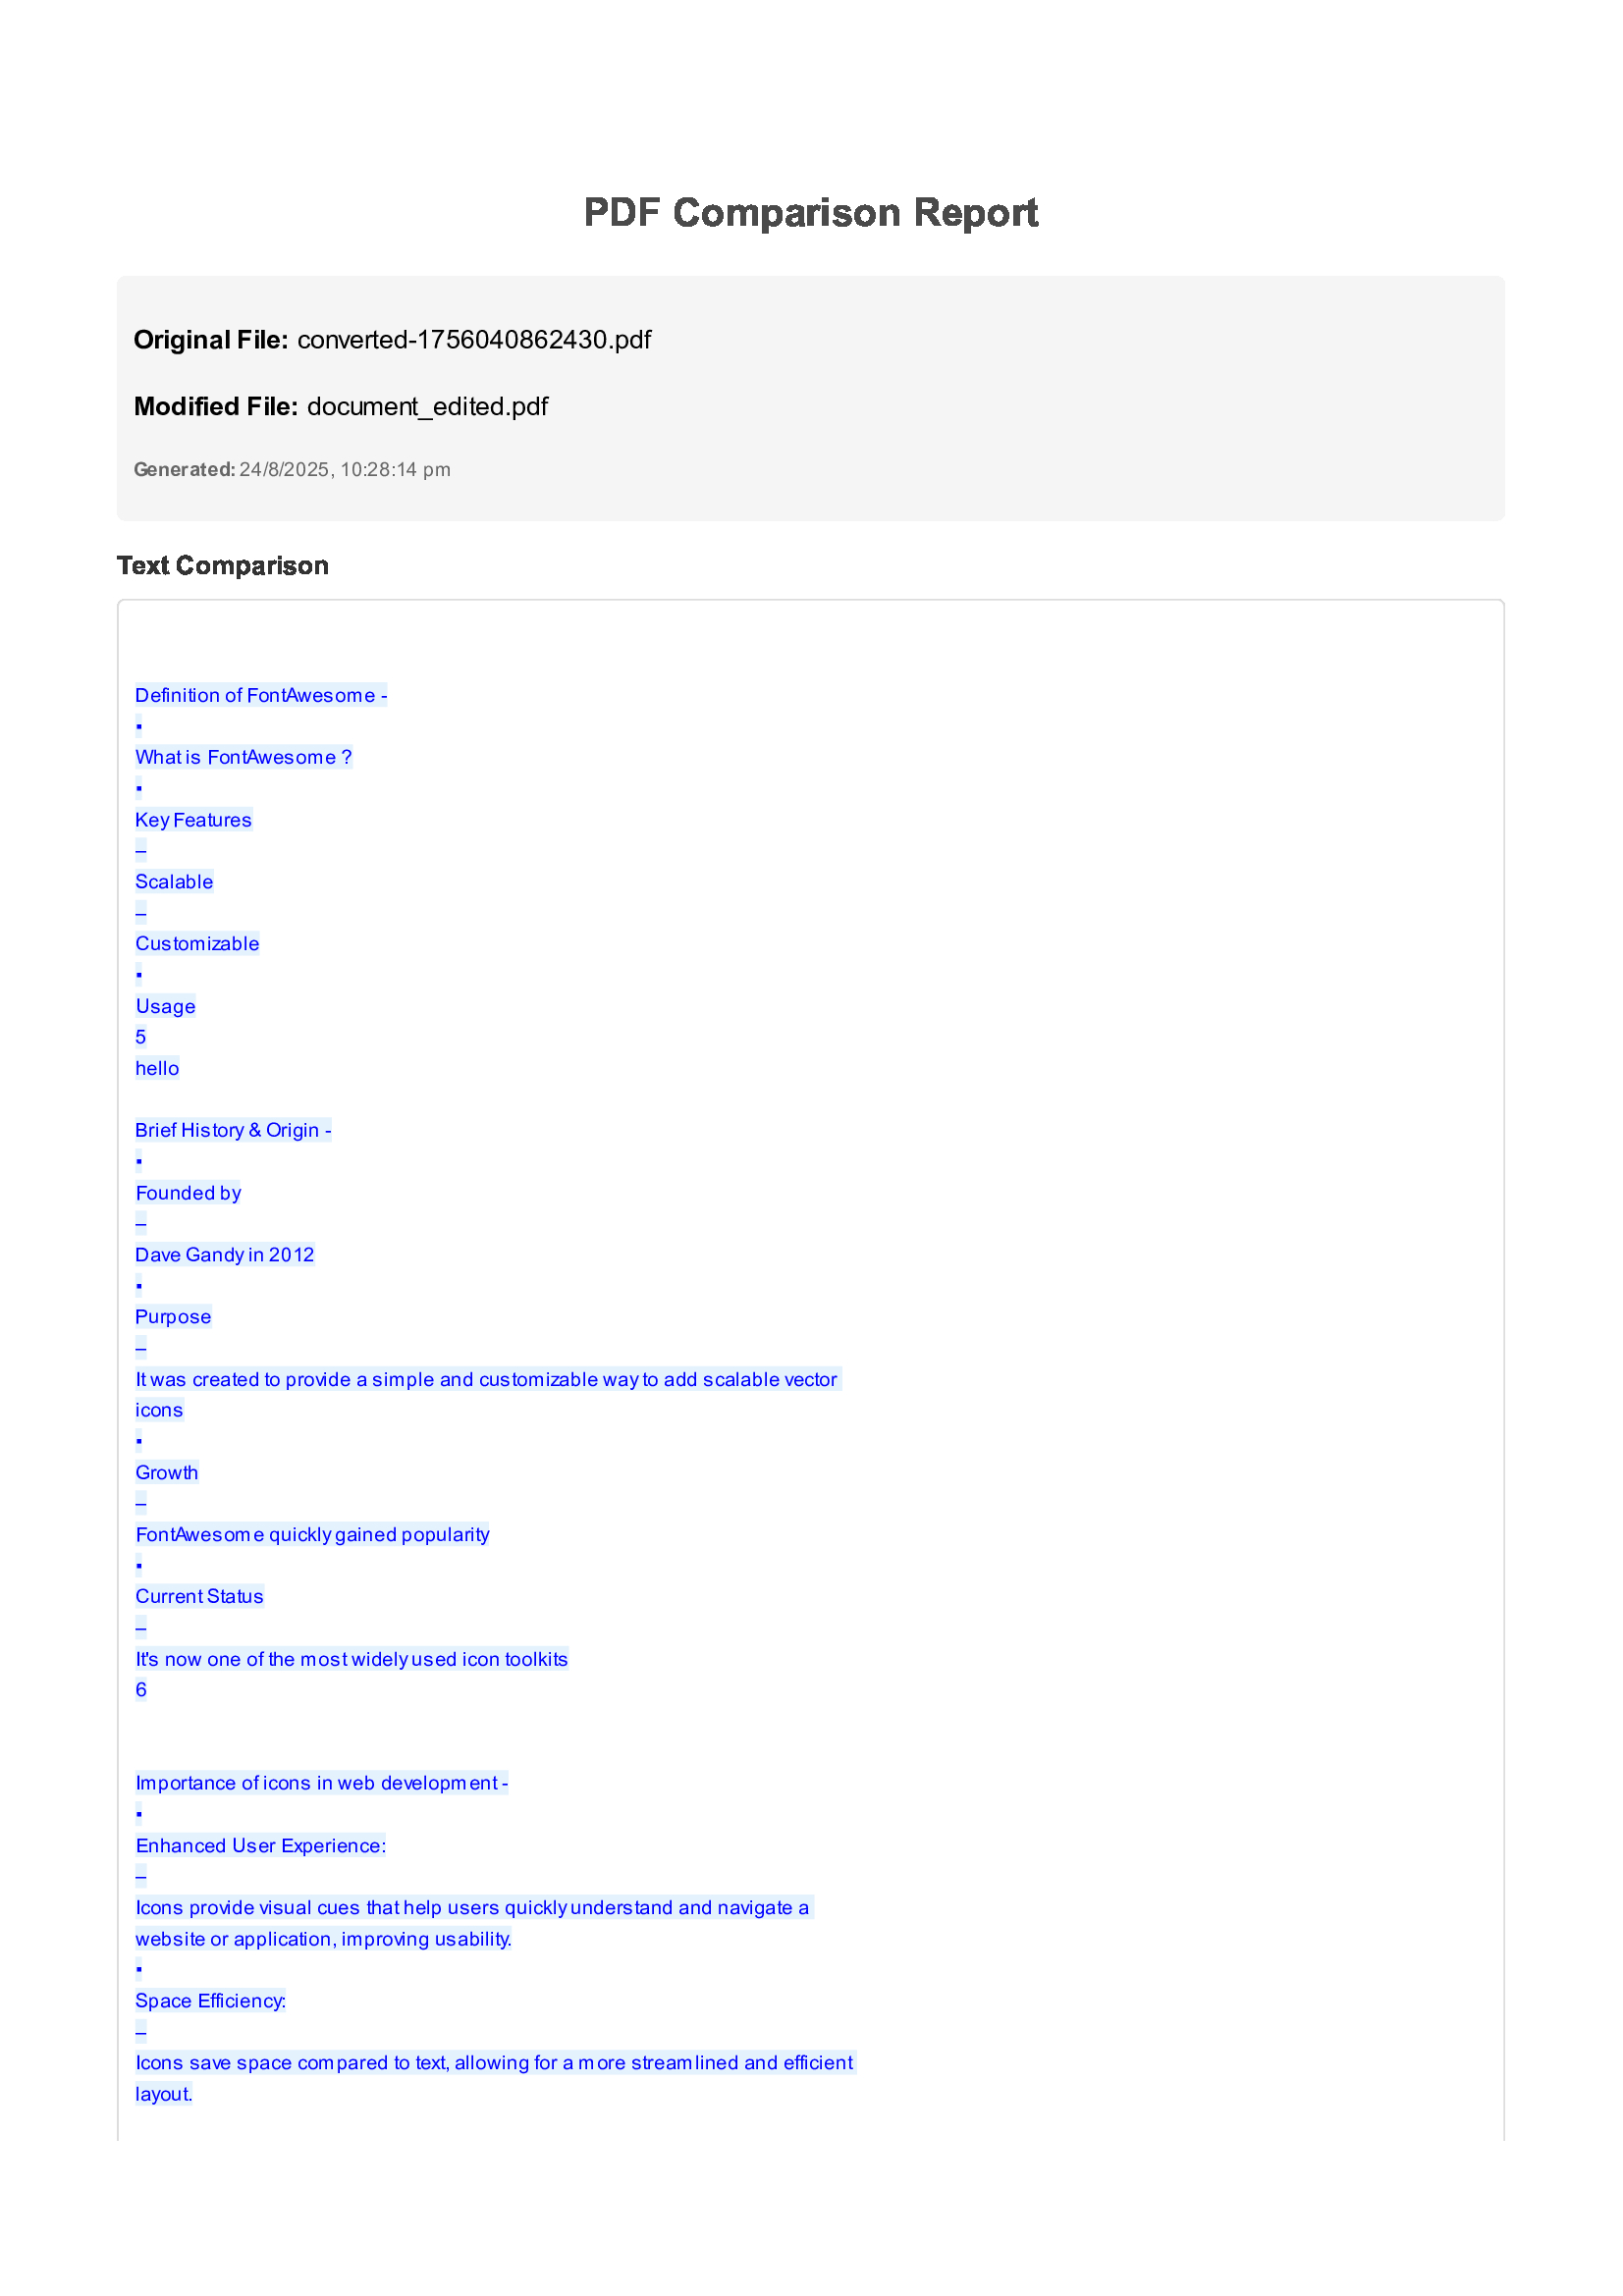 PDF Comparison Report
Original File: converted-1756040862430.pdf
Modified File: document_edited.pdf
Generated: 24/8/2025, 10:28:14 pm
Text Comparison
Definition of FontAwesome -
▪
What is FontAwesome ?
▪
Key Features
–
Scalable
–
Customizable
▪
Usage
5
hello
Brief History & Origin -
▪
Founded by
–
Dave Gandy in 2012
▪
Purpose
–
It was created to provide a simple and customizable way to add scalable vector
icons
▪
Growth
–
FontAwesome quickly gained popularity
▪
Current Status
–
It's now one of the most widely used icon toolkits
6
Importance of icons in web development -
▪
Enhanced User Experience:
–
Icons provide visual cues that help users quickly understand and navigate a
website or application, improving usability.
▪
Space Efficiency:
–
Icons save space compared to text, allowing for a more streamlined and efficient
layout.